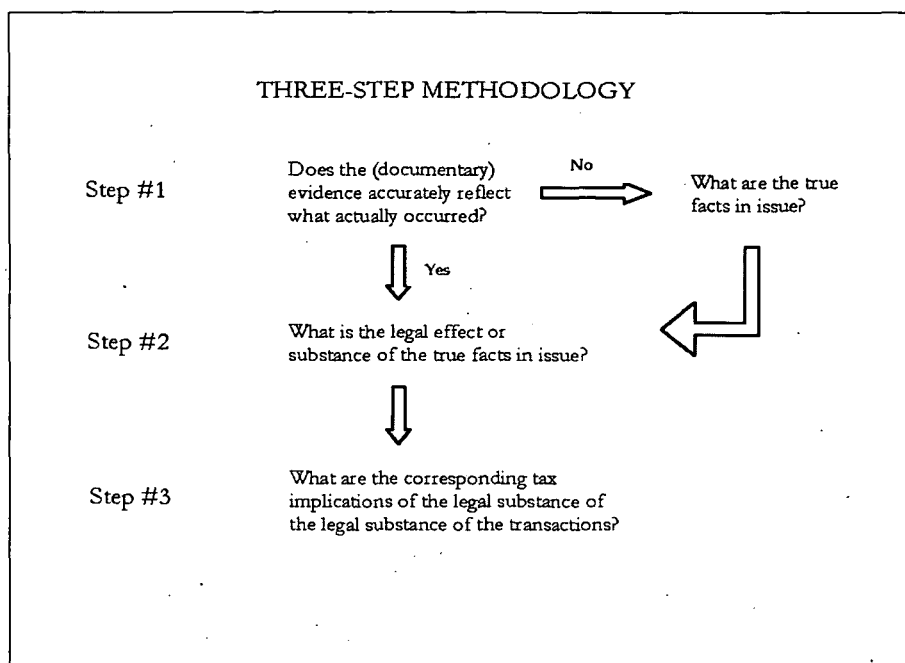 THREE-STEP METHODOLOGY
Step #1
Does the (documentary)
evidence accurately reflect
what actually occurred?
No
What are the true
facts in issue?
Yes
Step #2
What is the legal effect or
substance of the true facts in issue?
Step #3
What are the corresponding tax
implications of the legal substance of
the legal substance of the transactions?